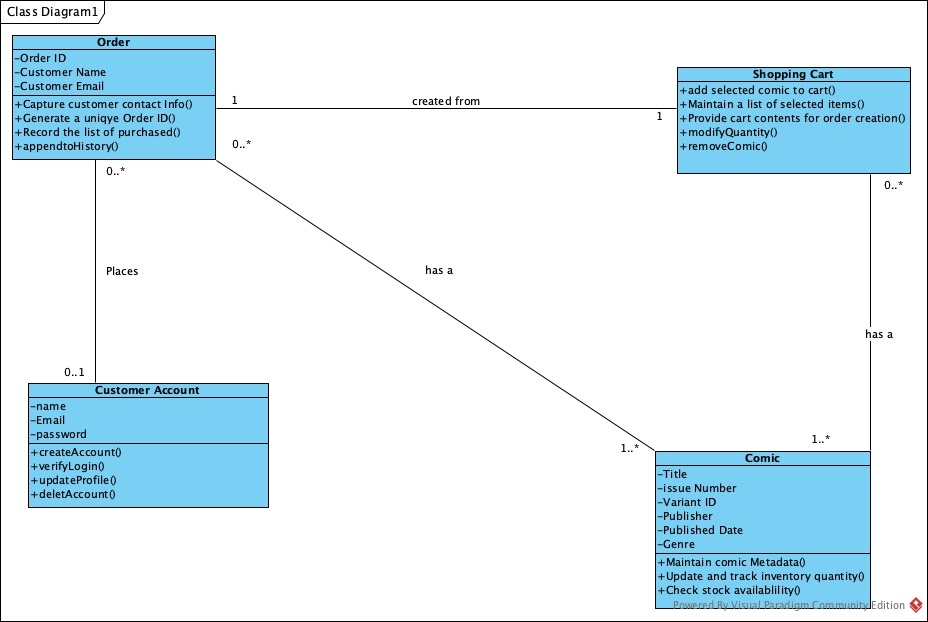 Class Diagram1
Order
-Order ID
-Customer Name
-Customer Email
+Capture customer contact Info()
+Generate a uniqye Order ID()
+Record the list of purchased()
+appendtoHistory()
1
created from
1
Shopping Cart
+add selected comic to cart()
+Maintain a list of selected items()
+Provide cart contents for order creation()
+modifyQuantity()
+removeComic()
0..*
0..*
0..*
Places
has a
has a
0..1
1..*
1..*
Customer Account
-name
-Email
-password
+createAccount()
+verifyLogin()
+updateProfile()
+deletAccount()
Comic
-Title
-issue Number
-Variant ID
-Publisher
-Published Date
-Genre
+Maintain comic Metadata()
+Update and track inventory quantity()
+Check stock availablility()
Powered By Visual Paradigm Community Edition